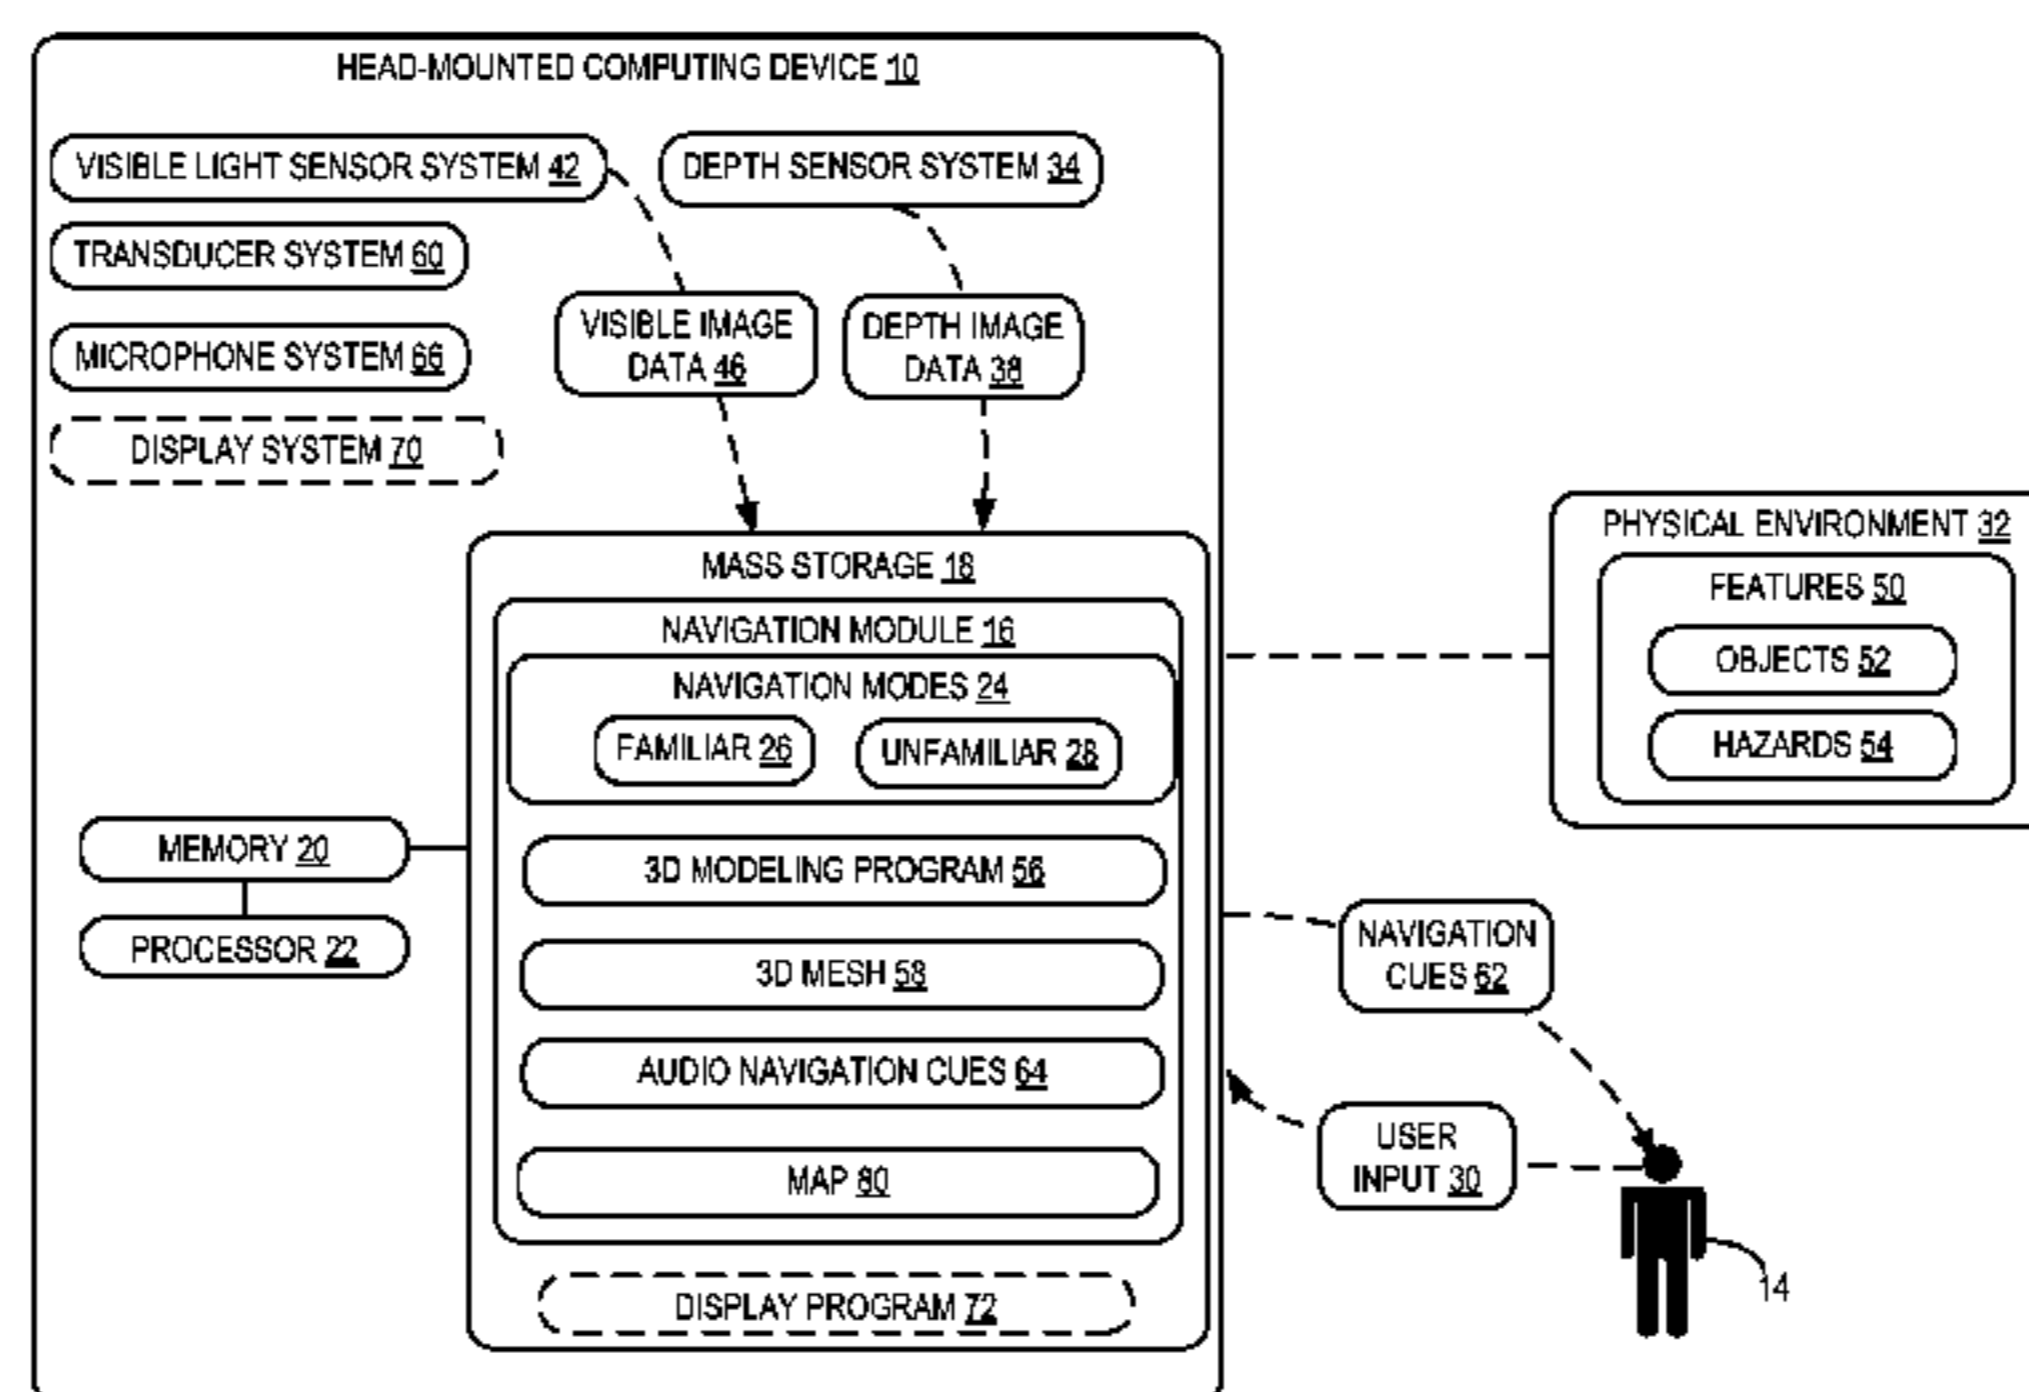 HEAD-MOUNTED COMPUTING DEVICE 10
VISIBLE LIGHT SENSOR SYSTEM 42
DEPTH SENSOR SYSTEM 34
TRANSDUCER SYSTEM 60
VISIBLE IMAGE
DATA 46
DEPTH IMAGE
DATA 38
MICROPHONE SYSTEM 66
DISPLAY SYSTEM 70
MASS STORAGE 18
NAVIGATION MODULE 16
NAVIGATION MODES 24
FAMILIAR 26
UNFAMILIAR 28
MEMORY 20
PROCESSOR 22
3D MODELING PROGRAM 56
3D MESH 58
AUDIO NAVIGATION CUES 64
MAP 80
DISPLAY PROGRAM 72
PHYSICAL ENVIRONMENT 32
FEATURES 50
OBJECTS 52
HAZARDS 54
NAVIGATION
CUES 62
USER
INPUT 30
14